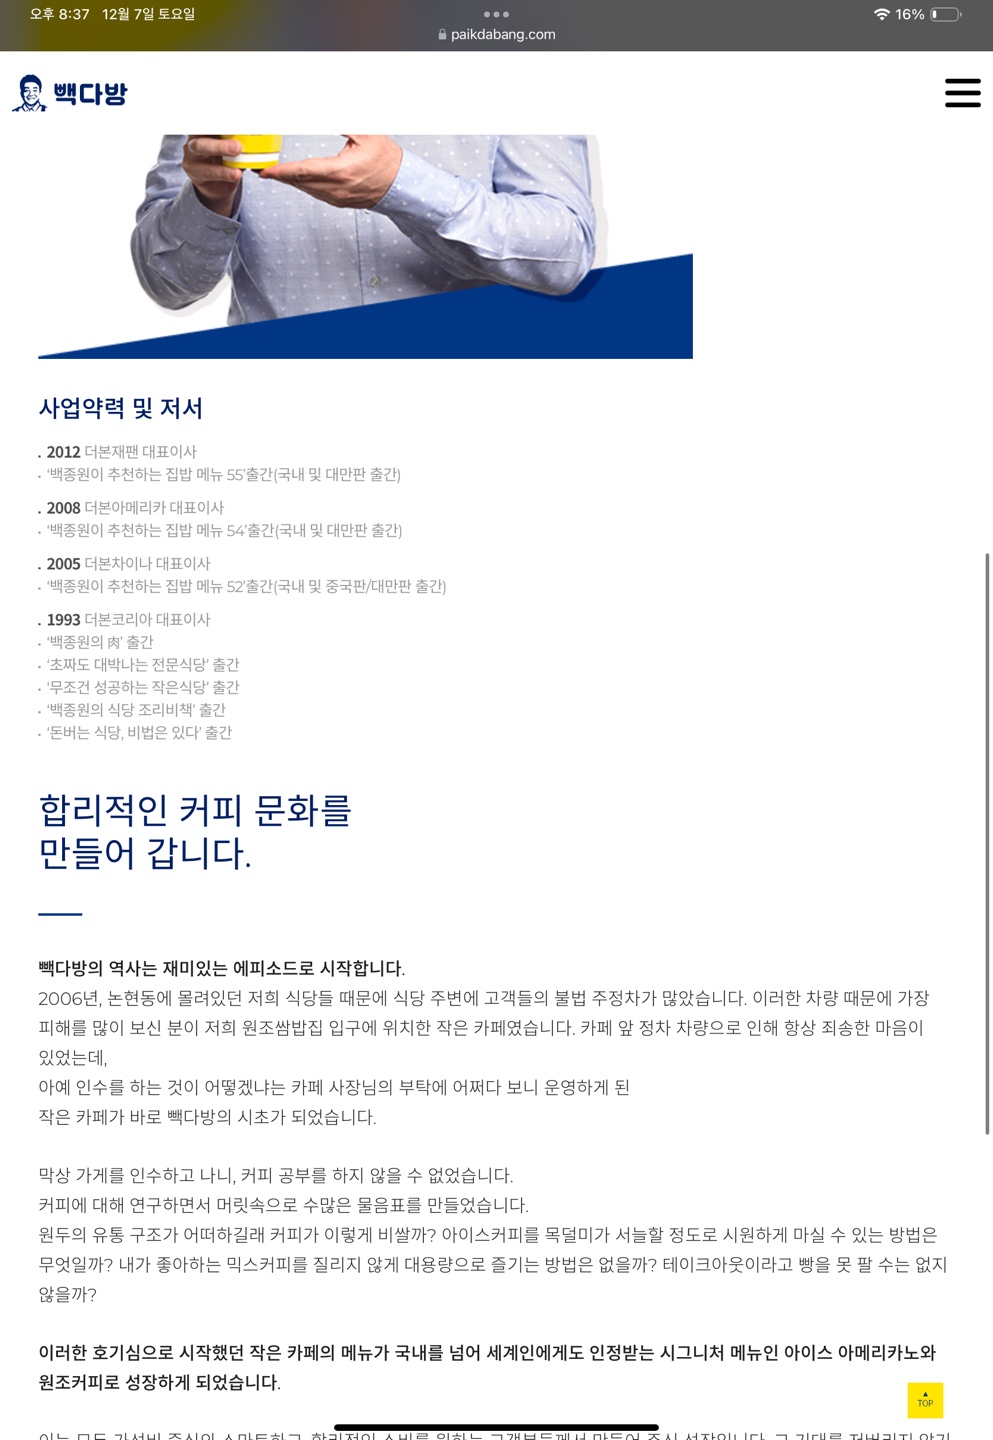 오후 8:37 12월 7일 토요일
16%
paikdabang.com
빽다방
사업약력 및 저서
. 2012 더본재팬 대표이사
· ‘백종원이 추천하는 집밥 메뉴 55’출간(국내 및 대만판 출간)
. 2008 더본아메리카 대표이사
· ‘백종원이 추천하는 집밥 메뉴 54’출간(국내 및 대만판 출간)
. 2005 더본차이나 대표이사
· ‘백종원이 추천하는 집밥 메뉴 52’출간(국내 및 중국판/대만판 출간)
. 1993 더본코리아 대표이사
· ‘백종원의 肉’ 출간
· ‘초짜도 대박나는 전문식당’ 출간
· ‘무조건 성공하는 작은식당’ 출간
· ‘백종원의 식당 조리비책’ 출간
· ‘돈버는 식당, 비법은 있다’ 출간
합리적인 커피 문화를
만들어 갑니다.
빽다방의 역사는 재미있는 에피소드로 시작합니다.
2006년, 논현동에 몰려있던 저희 식당들 때문에 식당 주변에 고객들의 불법 주정차가 많았습니다. 이러한 차량 때문에 가장
피해를 많이 보신 분이 저희 원조쌈밥집 입구에 위치한 작은 카페였습니다. 카페 앞 정차 차량으로 인해 항상 죄송한 마음이
있었는데,
아예 인수를 하는 것이 어떻겠냐는 카페 사장님의 부탁에 어쩌다 보니 운영하게 된
작은 카페가 바로 빽다방의 시초가 되었습니다.
막상 가게를 인수하고 나니, 커피 공부를 하지 않을 수 없었습니다.
커피에 대해 연구하면서 머릿속으로 수많은 물음표를 만들었습니다.
원두의 유통 구조가 어떠하길래 커피가 이렇게 비쌀까? 아이스커피를 목덜미가 서늘할 정도로 시원하게 마실 수 있는 방법은
무엇일까? 내가 좋아하는 믹스커피를 질리지 않게 대용량으로 즐기는 방법은 없을까? 테이크아웃이라고 빵을 못 팔 수는 없지
않을까?
이러한 호기심으로 시작했던 작은 카페의 메뉴가 국내를 넘어 세계인에게도 인정받는 시그니처 메뉴인 아이스 아메리카노와
원조커피로 성장하게 되었습니다.
TOP